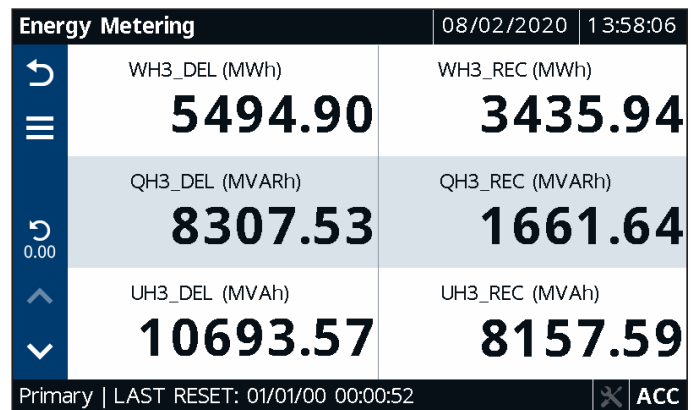 Energy Metering 08/02/2020 13:58:06
WH3_DEL (MWh) WH3_REC (MWh)
5494.90 3435.94
QH3_DEL (MVARh) QH3_REC (MVARh)
8307.53 1661.64
0.00
UH3_DEL (MVAh) UH3_REC (MVAh)
10693.57 8157.59
Primary | LAST RESET: 01/01/00 00:00:52 ACC